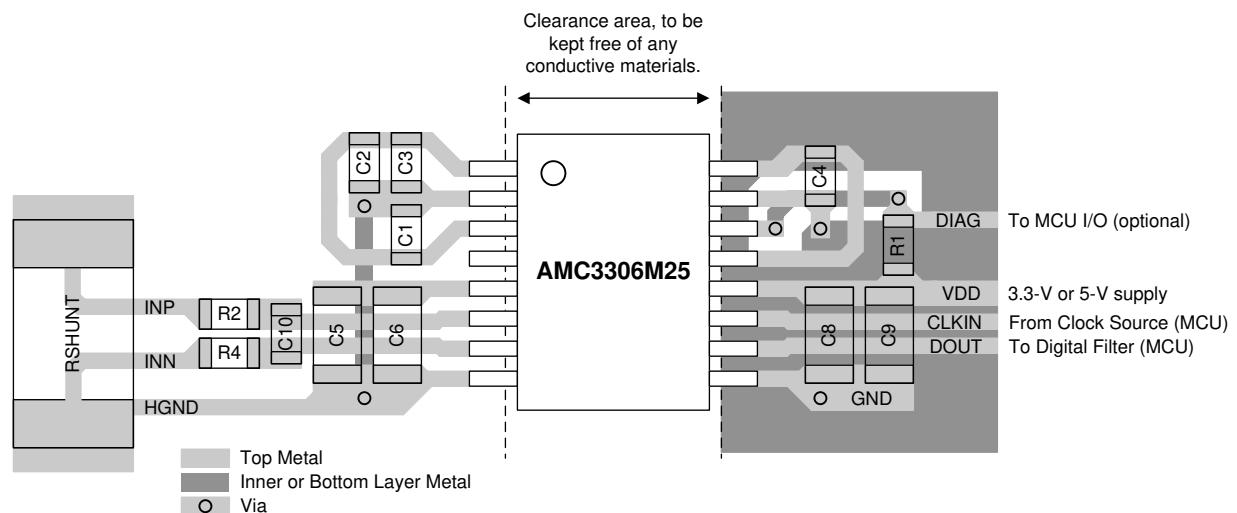 Clearance area, to be
kept free of any
conductive materials.
C2
C3
C4
C1
R1
DIAG
To MCU I/O (optional)
AMC3306M25
RSHUNT
INP
R2
C10
C5
C6
C8
C9
VDD
3.3-V or 5-V supply
CLKIN
From Clock Source (MCU)
INN
R4
DOUT
To Digital Filter (MCU)
HGND
GND
Top Metal
Inner or Bottom Layer Metal
Via